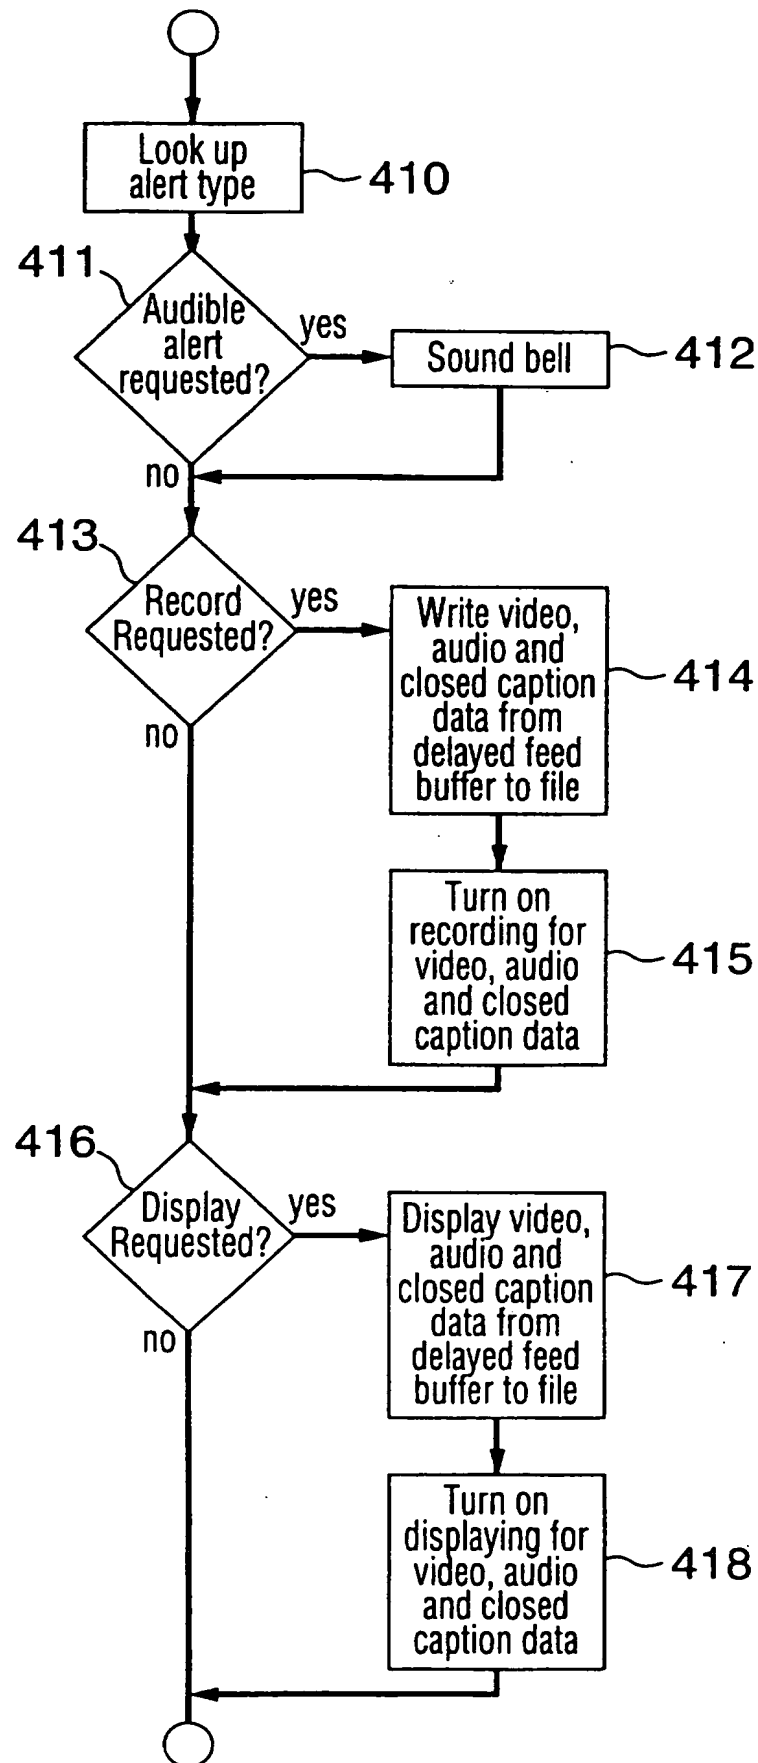 Look up
alert type
410
411
Audible
alert
requested?
yes
Sound bell
412
no
413
Record
Requested?
yes
Write video,
audio and
closed caption
data from
delayed feed
buffer to file
414
no
Turn on
recording for
video, audio
and closed
caption data
415
416
Display
Requested?
yes
Display video,
audio and
closed caption
data from
delayed feed
buffer to file
417
no
Turn on
displaying for
video, audio
and closed
caption data
418